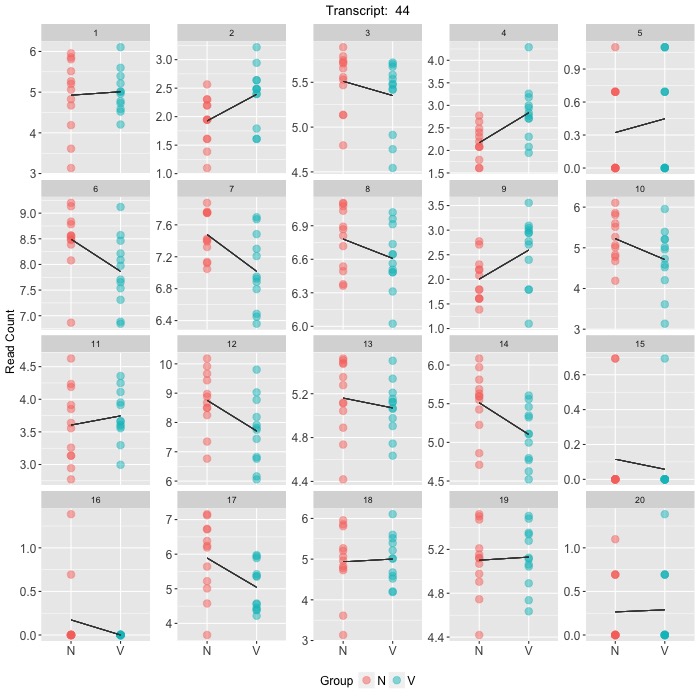 Transcript: 44
1 2 3 4 5
6 5 4 3
3.0 2.5 2.0 1.5 1.0
5.5 5.0 4.5
4.0 3.5 3.0 2.5 2.0 1.5
0.9 0.6 0.3 0.0
6 7 8 9 10
9.0 8.5 8.0 7.5 7.0
7.6 7.2 6.8 6.4
6.9 6.6 6.3 6.0
3.5 3.0 2.5 2.0 1.5 1.0
6 5 4 3
Read Count
11 12 13 14 15
4.5 4.0 3.5 3.0
10 9 8 7 6
5.2 4.8 4.4
6.0 5.5 5.0 4.5
0.6 0.4 0.2 0.0
16 17 18 19 20
1.0 0.5 0.0
7 6 5 4
6 5 4 3
5.2 4.8 4.4
1.0 0.5 0.0
N V N V N V N V N V
Group N V